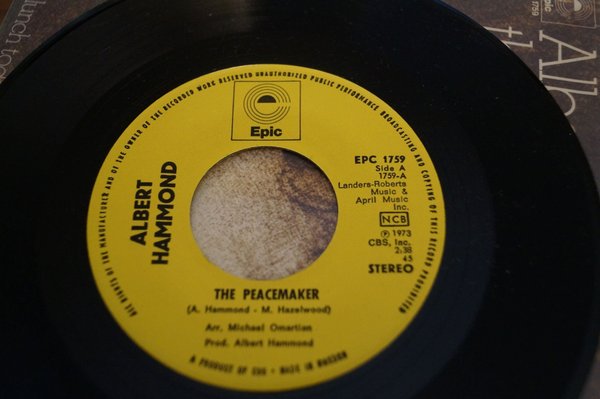 ALL RIGHTS OF THE MANUFACTURER AND OF THE OWNER OF THE RECORDED WORK RESERVED UNAUTHORIZED PUBLIC PERFORMANCE BROADCASTING AND COPYING OF THIS RECORD PROHIBITED
Epic
ALBERT
HAMMOND
EPC 1759
Side A
1759-A
Landers-Roberts
Music &
April Music
Inc.
NCB
Ⓟ 1973
CBS, Inc.
2:38
45
STEREO
THE PEACEMAKER
(A. Hammond - M. Hazelwood)
Arr. Michael Omartian
Prod. Albert Hammond
A PRODUCT OF CBS - MADE IN
Epic
1759
Alb
lunch